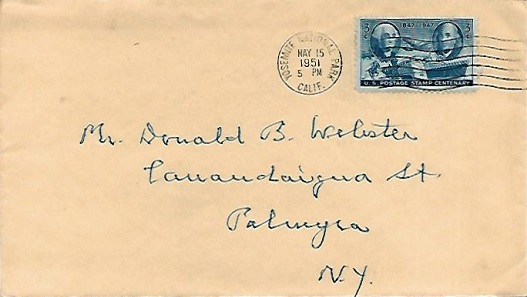 YOSEMITE NATIONAL PARK
MAY 15
1951
5 PM
CALIF.
1847 1947
3¢ 3¢
U.S. POSTAGE STAMP CENTENARY
Mr. Donald B. Webster
Canandaigua St.
Palmyra
N.Y.